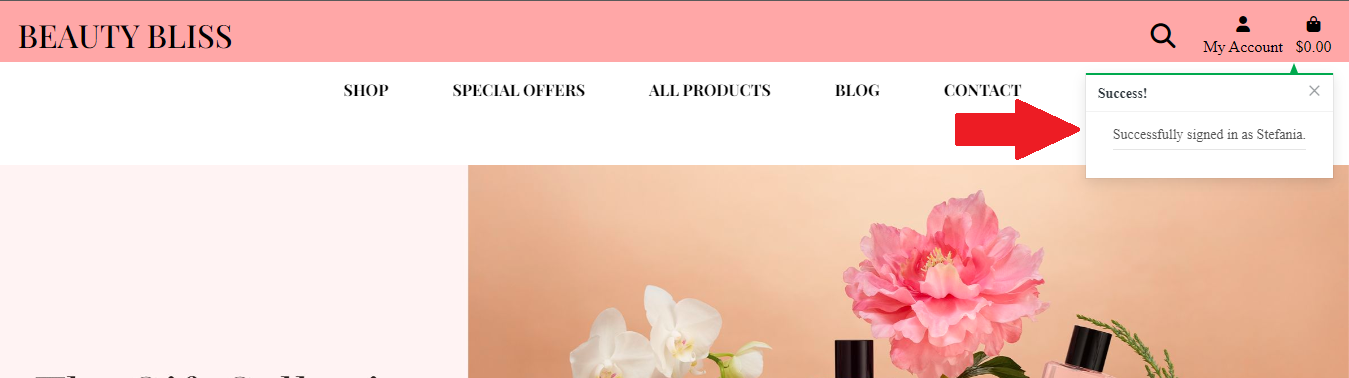 BEAUTY BLISS
My Account $0.00
SHOP SPECIAL OFFERS ALL PRODUCTS BLOG CONTACT
Success!
Successfully signed in as Stefania.